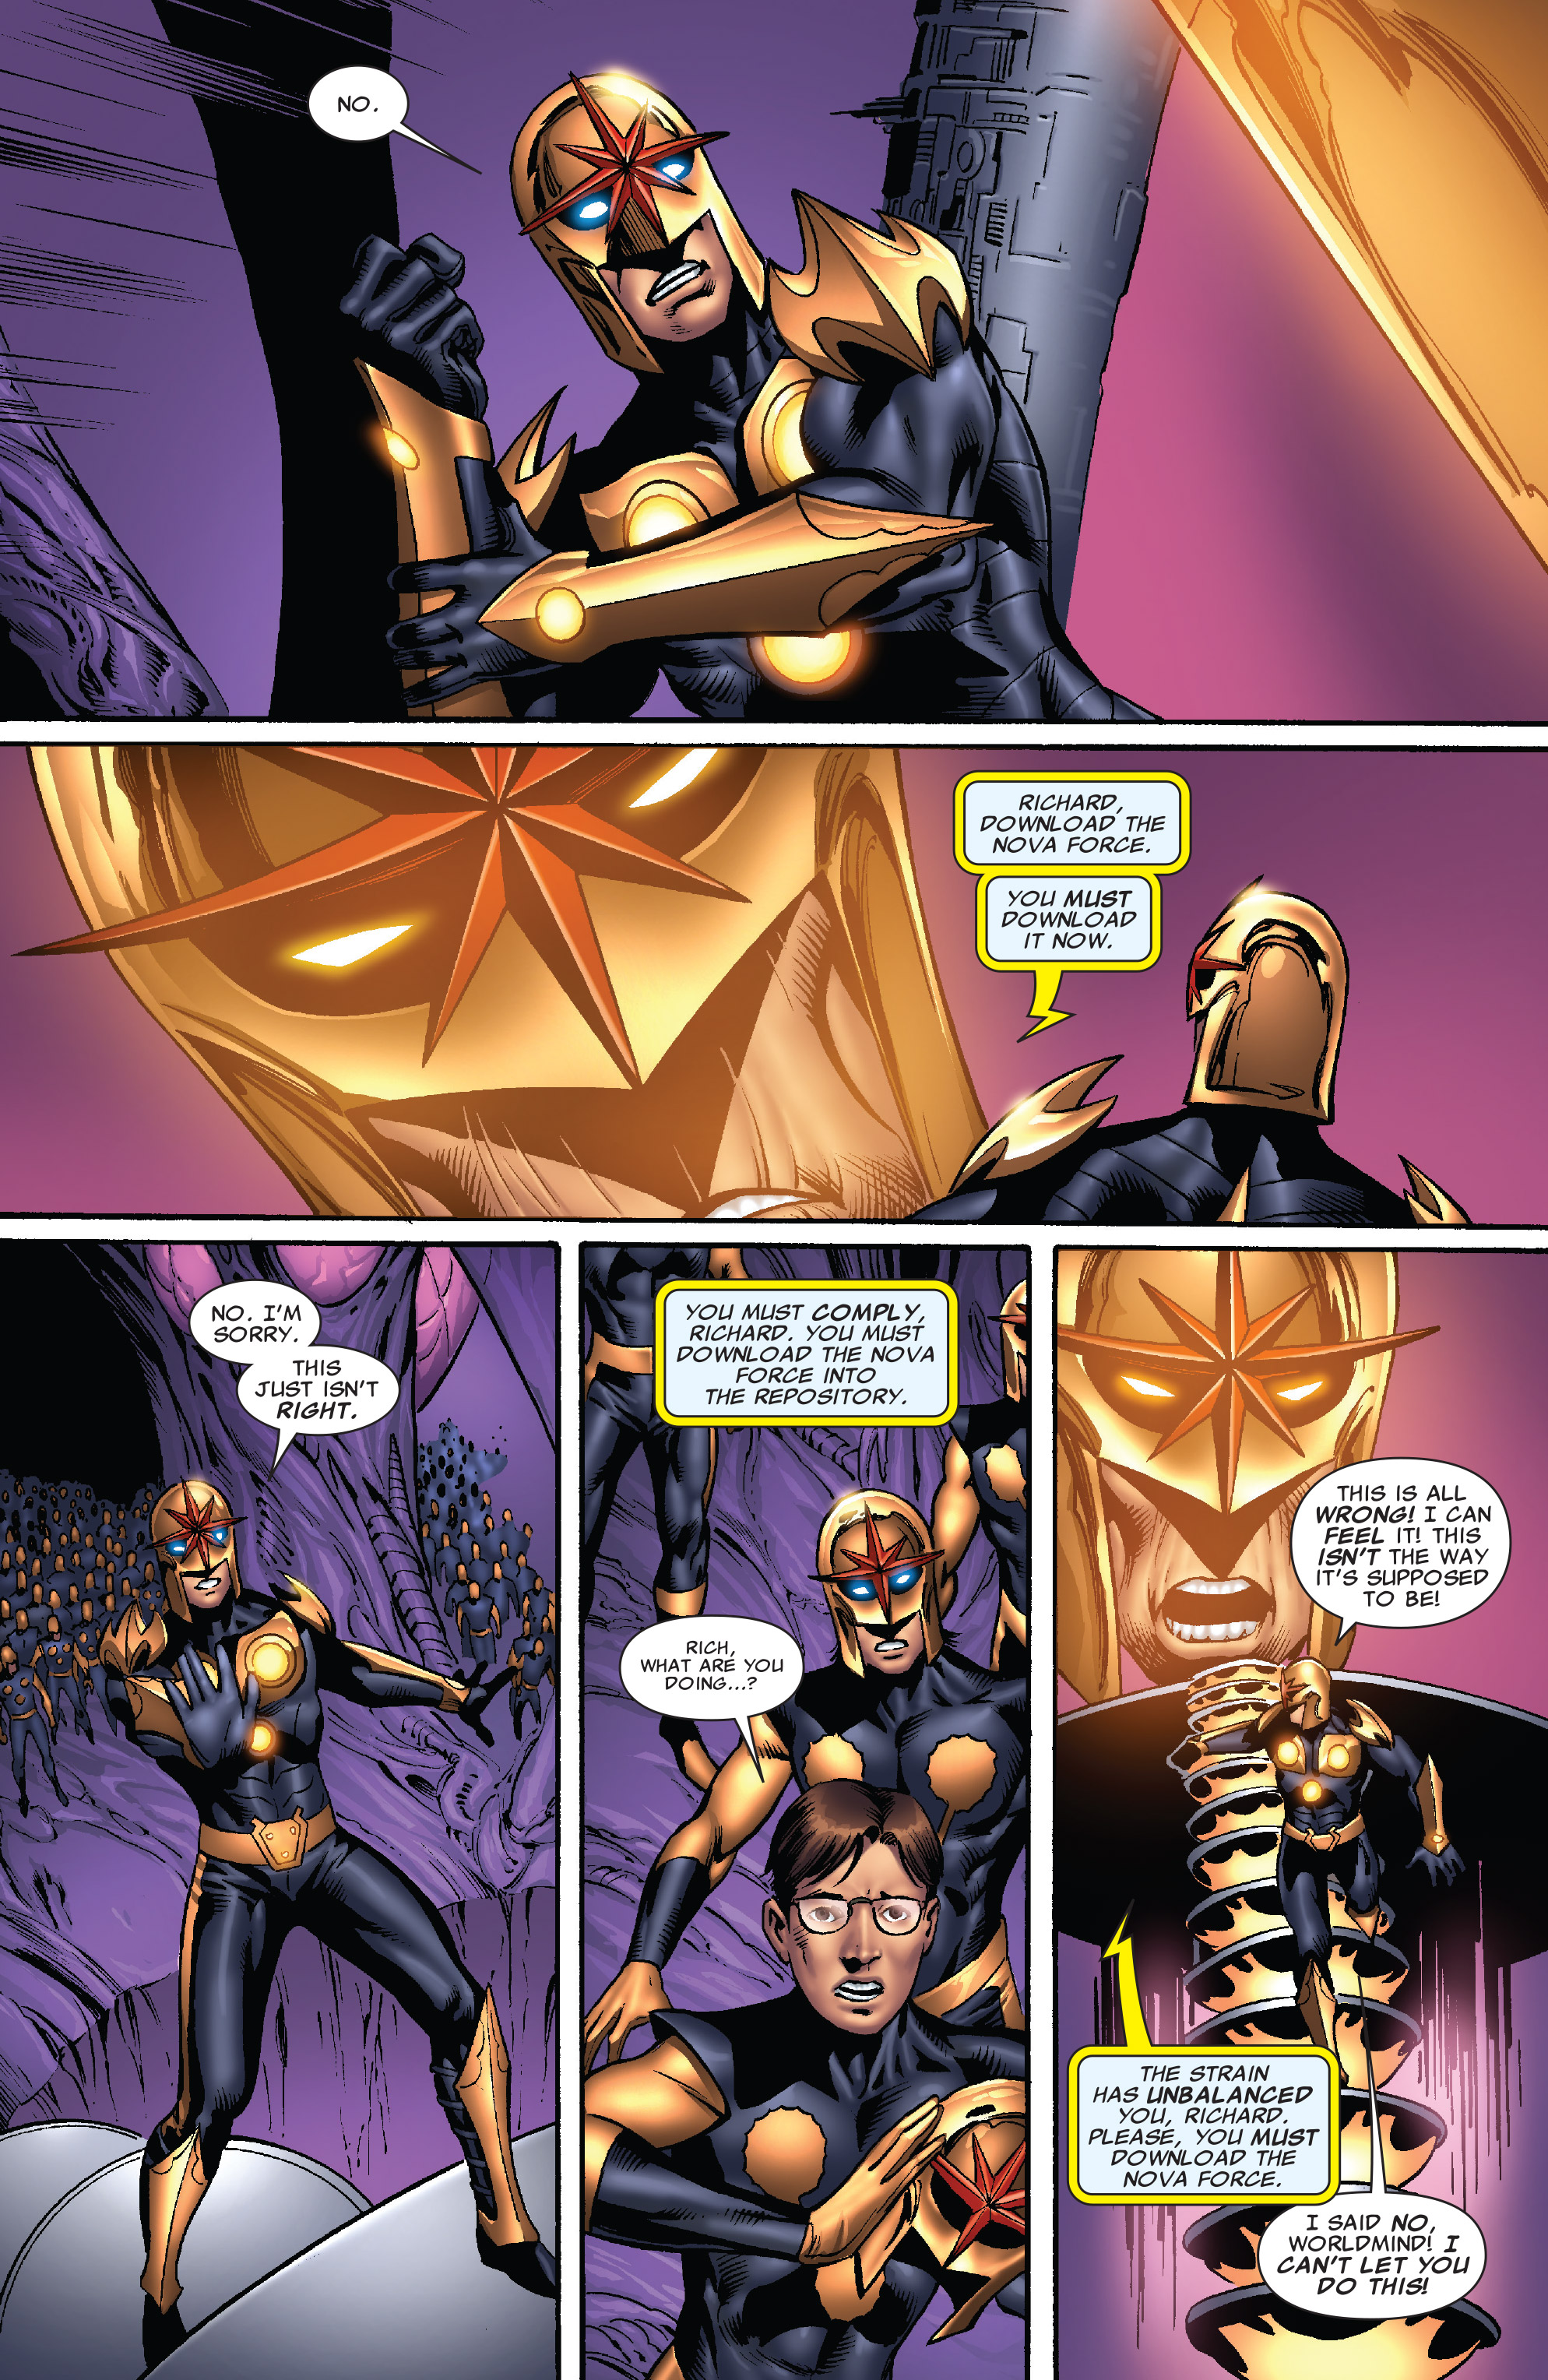 NO.
RICHARD,
DOWNLOAD THE
NOVA FORCE.
YOU MUST
DOWNLOAD
IT NOW.
NO. I'M
SORRY.
THIS
JUST ISN'T
RIGHT.
YOU MUST COMPLY,
RICHARD. YOU MUST
DOWNLOAD THE NOVA
FORCE INTO
THE REPOSITORY.
RICH,
WHAT ARE YOU
DOING...?
THIS IS ALL
WRONG! I CAN
FEEL IT! THIS
ISN'T THE WAY
IT'S SUPPOSED
TO BE!
THE STRAIN
HAS UNBALANCED
YOU, RICHARD.
PLEASE, YOU MUST
DOWNLOAD THE
NOVA FORCE.
I SAID NO,
WORLDMIND! I
CAN'T LET YOU
DO THIS!